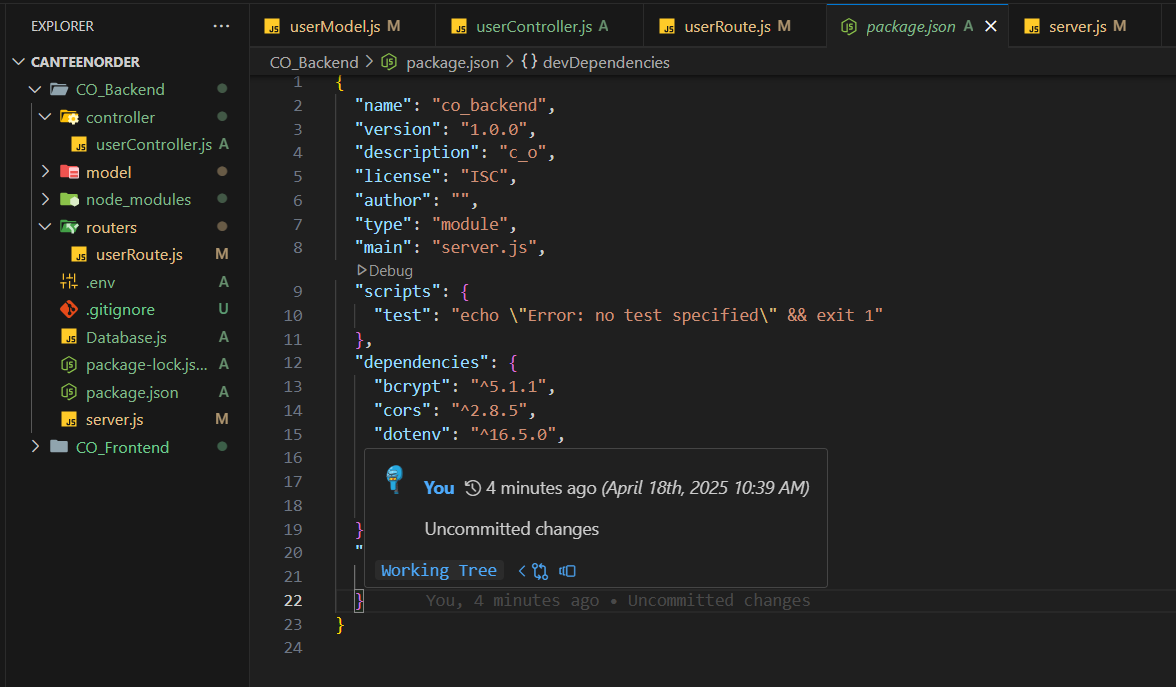 EXPLORER
CANTEENORDER
CO_Backend
controller
userController.js A
model
node_modules
routers
userRoute.js M
.env A
.gitignore U
Database.js A
package-lock.js... A
package.json A
server.js M
CO_Frontend
userModel.js M userController.js A userRoute.js M package.json A server.js M
CO_Backend > package.json > {} devDependencies
1 {
2 "name": "co_backend",
3 "version": "1.0.0",
4 "description": "c_o",
5 "license": "ISC",
6 "author": "",
7 "type": "module",
8 "main": "server.js",
Debug
9 "scripts": {
10 "test": "echo \"Error: no test specified\" && exit 1"
11 },
12 "dependencies": {
13 "bcrypt": "^5.1.1",
14 "cors": "^2.8.5",
15 "dotenv": "^16.5.0",
16
17
18
19 }
20 "
21
22 } You, 4 minutes ago • Uncommitted changes
23 }
24
You 4 minutes ago (April 18th, 2025 10:39 AM)
Uncommitted changes
Working Tree